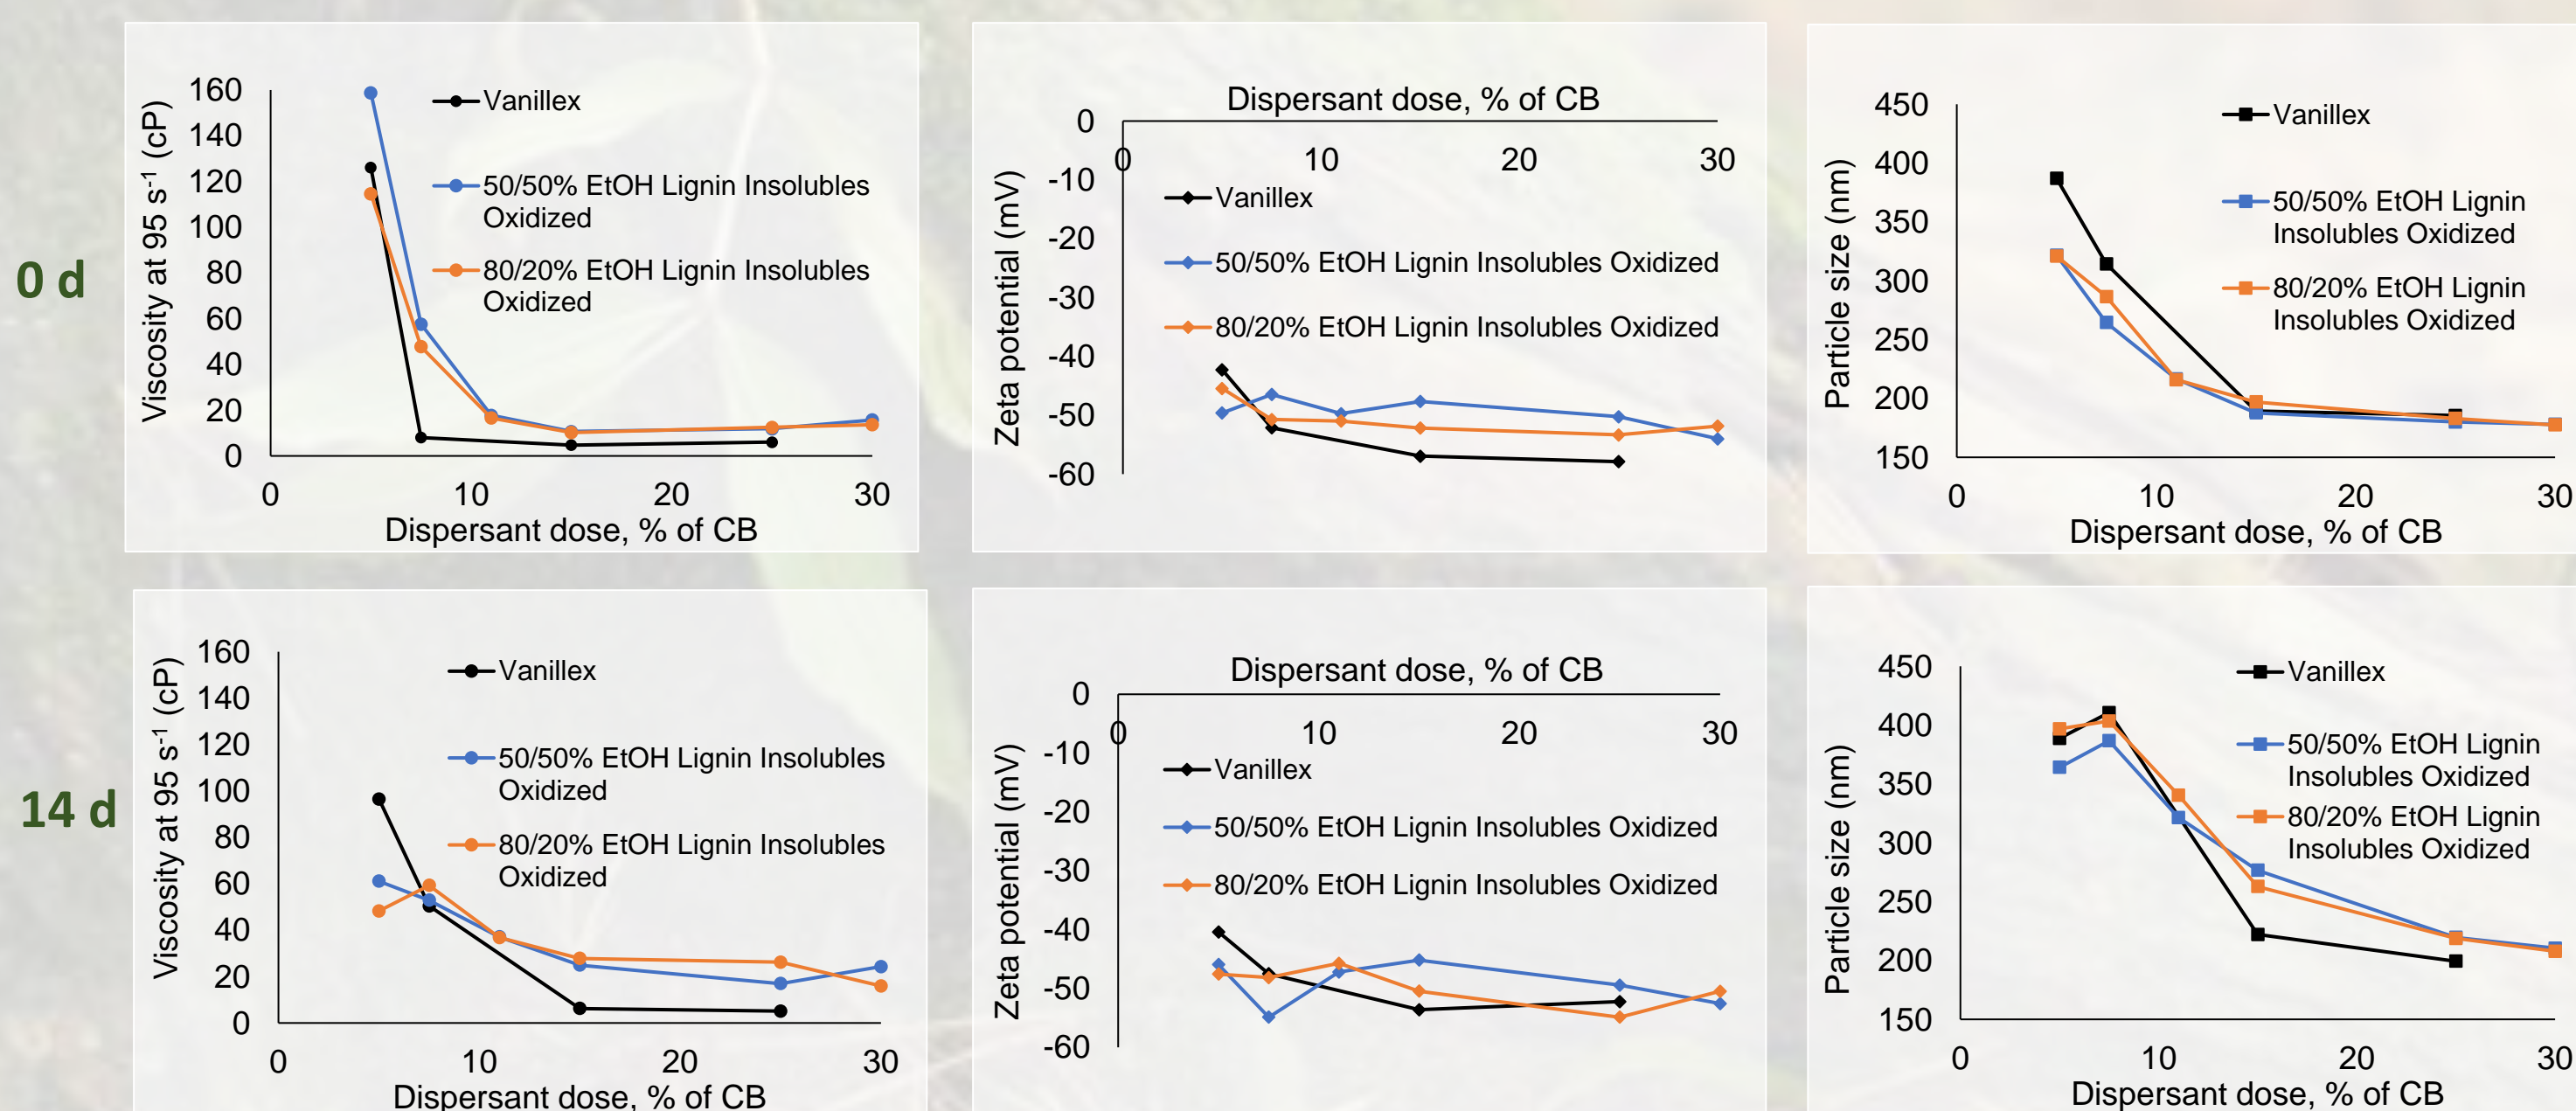 0 d
160
140
120
100
80
60
40
20
0
0 10 20 30
Viscosity at 95 s⁻¹ (cP)
Dispersant dose, % of CB
Vanillex
50/50% EtOH Lignin Insolubles
Oxidized
80/20% EtOH Lignin Insolubles
Oxidized
Dispersant dose, % of CB
0
-10
-20
-30
-40
-50
-60
0 10 20 30
Zeta potential (mV)
Vanillex
50/50% EtOH Lignin Insolubles Oxidized
80/20% EtOH Lignin Insolubles Oxidized
450
400
350
300
250
200
150
0 10 20 30
Particle size (nm)
Dispersant dose, % of CB
Vanillex
50/50% EtOH Lignin
Insolubles Oxidized
80/20% EtOH Lignin
Insolubles Oxidized
14 d
160
140
120
100
80
60
40
20
0
0 10 20 30
Viscosity at 95 s⁻¹ (cP)
Dispersant dose, % of CB
Vanillex
50/50% EtOH Lignin Insolubles
Oxidized
80/20% EtOH Lignin Insolubles
Oxidized
Dispersant dose, % of CB
0
-10
-20
-30
-40
-50
-60
0 10 20 30
Zeta potential (mV)
Vanillex
50/50% EtOH Lignin Insolubles Oxidized
80/20% EtOH Lignin Insolubles Oxidized
450
400
350
300
250
200
150
0 10 20 30
Particle size (nm)
Dispersant dose, % of CB
Vanillex
50/50% EtOH Lignin
Insolubles Oxidized
80/20% EtOH Lignin
Insolubles Oxidized